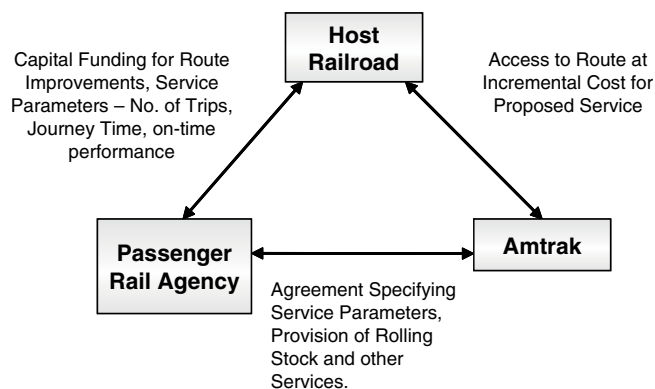 Host
Railroad
Capital Funding for Route
Improvements, Service
Parameters – No. of Trips,
Journey Time, on-time
performance
Access to Route at
Incremental Cost for
Proposed Service
Passenger
Rail Agency
Amtrak
Agreement Specifying
Service Parameters,
Provision of Rolling
Stock and other
Services.